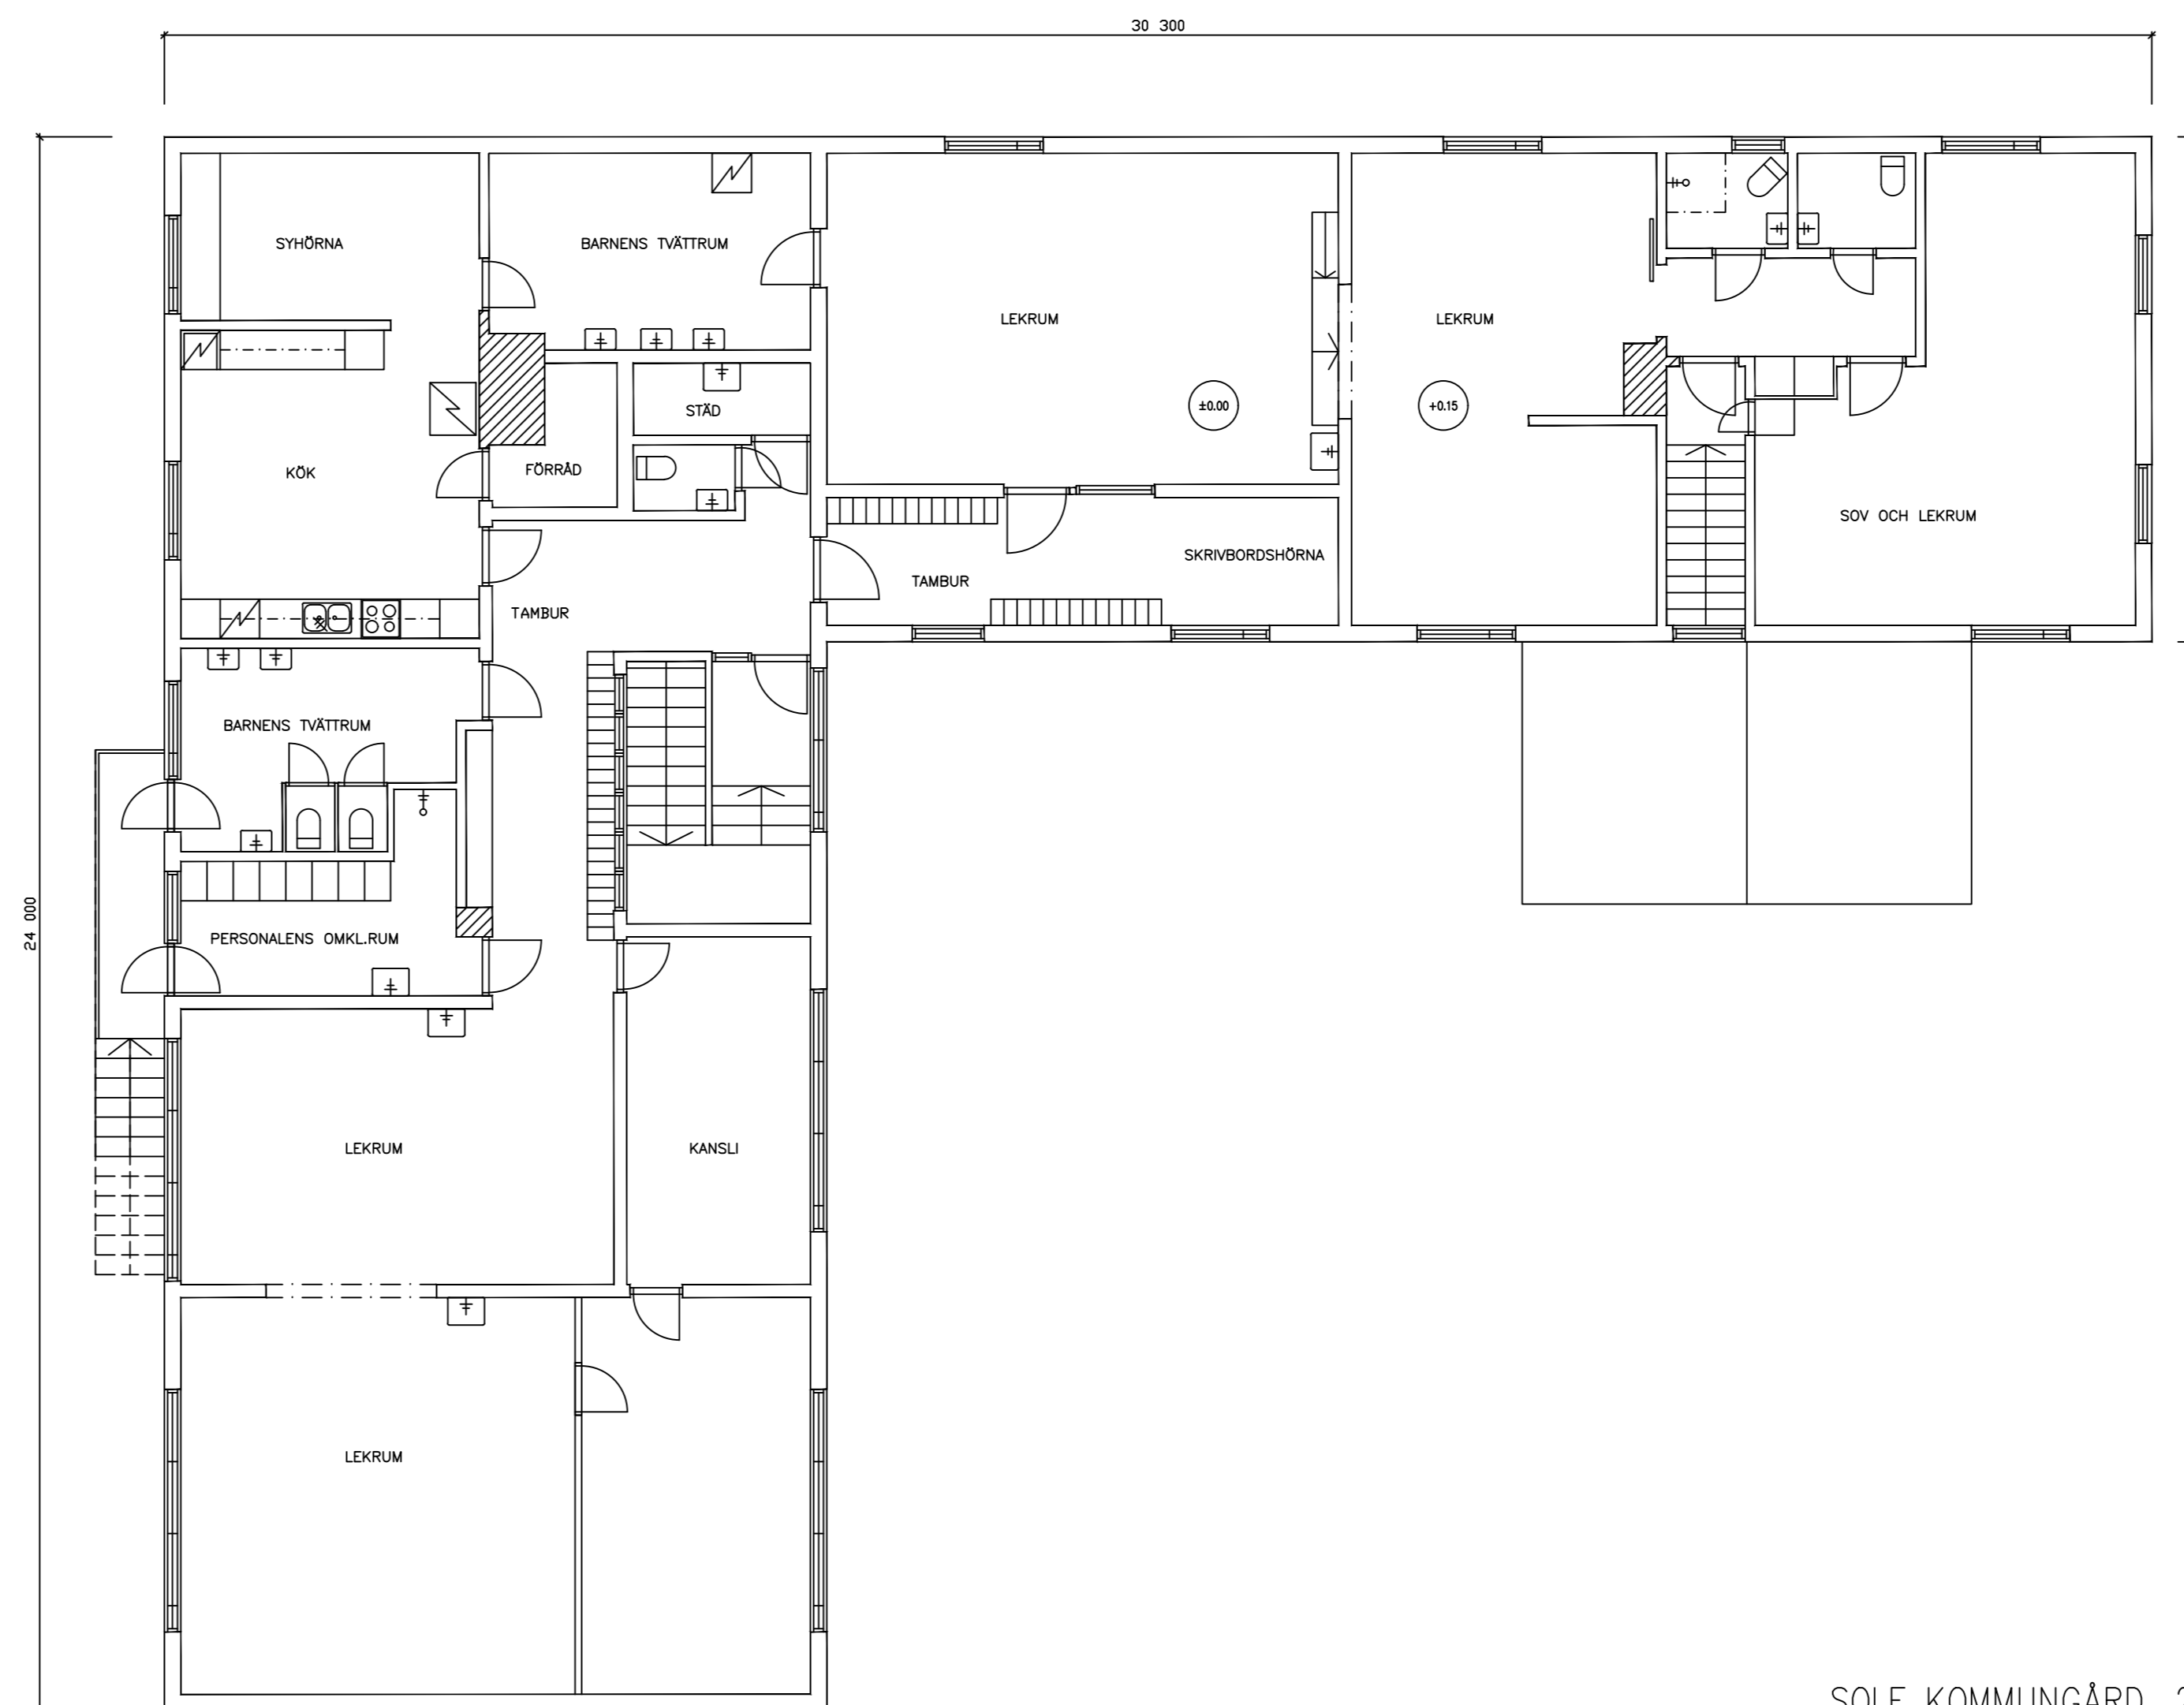 30 300
SYHÖRNA
BARNENS TVÄTTRUM
LEKRUM
LEKRUM
±0.00
+0.15
STÄD
KÖK
FÖRRÅD
SOV OCH LEKRUM
SKRIVBORDSHÖRNA
TAMBUR
TAMBUR
BARNENS TVÄTTRUM
24 000
PERSONALENS OMKL.RUM
LEKRUM
KANSLI
LEKRUM
SOLF KOMMUNGÅRD